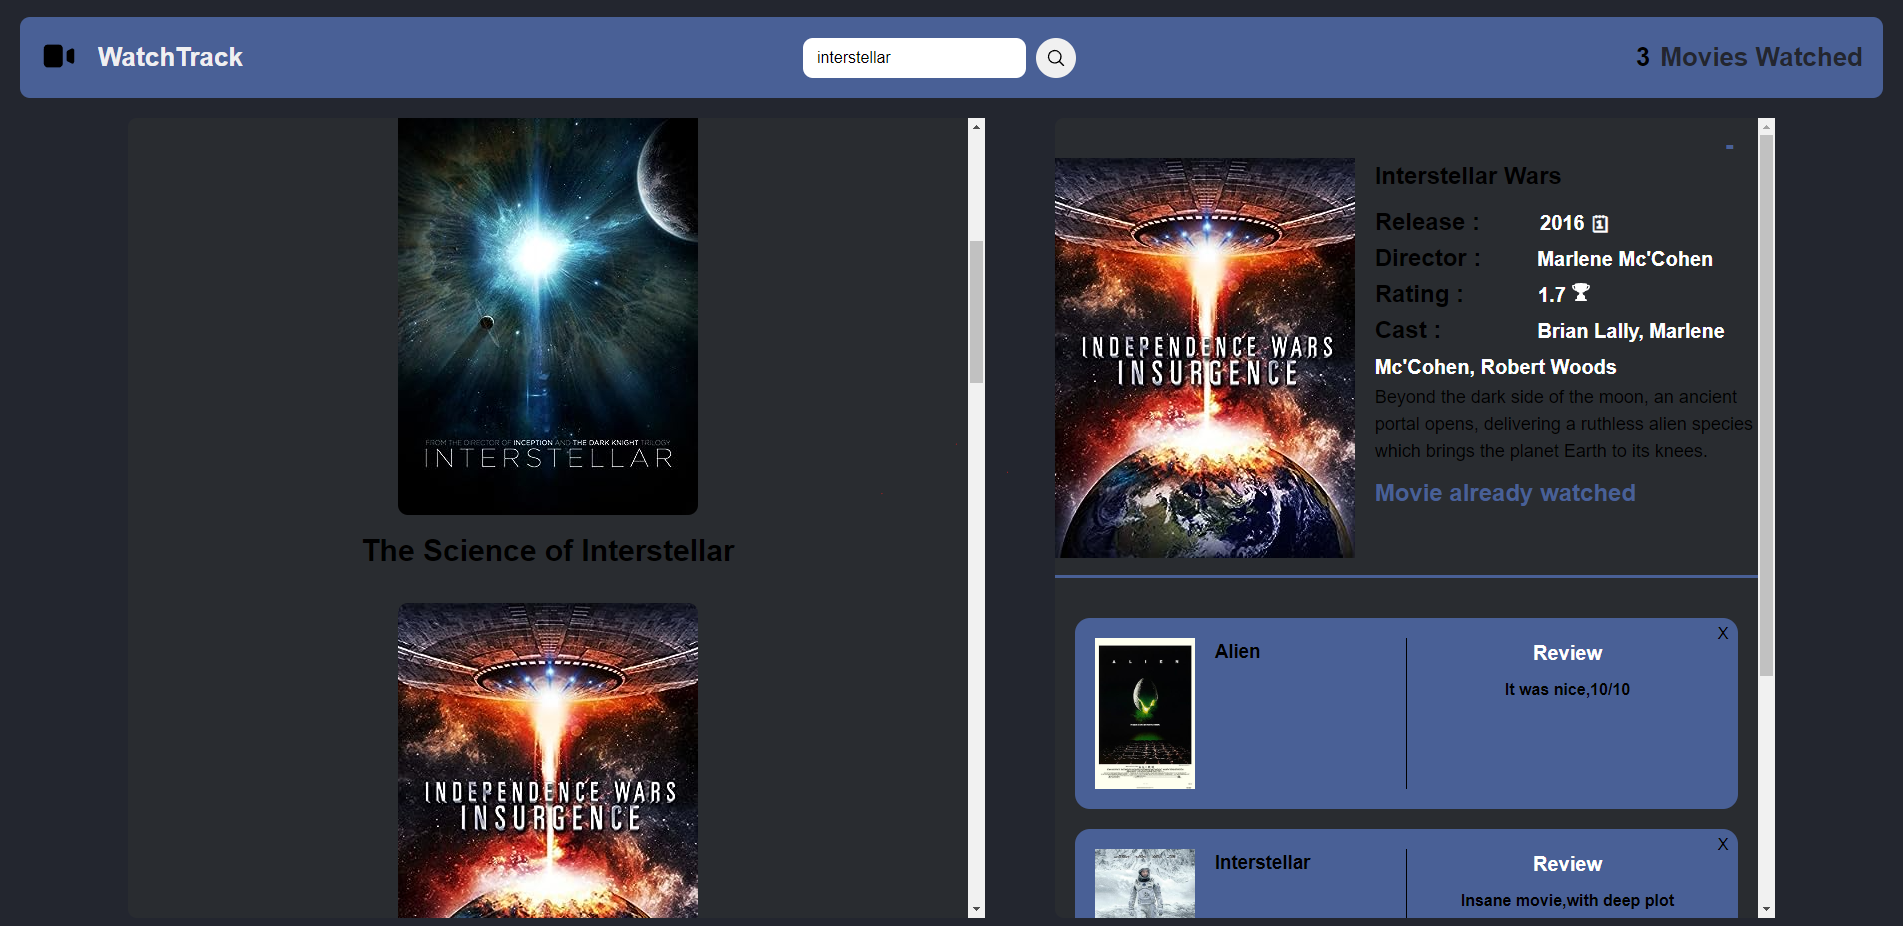 WatchTrack
interstellar
3 Movies Watched
FROM THE DIRECTOR OF INCEPTION AND THE DARK KNIGHT TRILOGY
INTERSTELLAR
The Science of Interstellar
INDEPENDENCE WARS
INSURGENCE
-
INDEPENDENCE WARS
INSURGENCE
Interstellar Wars
Release : 2016
Director : Marlene Mc'Cohen
Rating : 1.7
Cast : Brian Lally, Marlene
Mc'Cohen, Robert Woods
Beyond the dark side of the moon, an ancient
portal opens, delivering a ruthless alien species
which brings the planet Earth to its knees.
Movie already watched
X
ALIEN
Alien
Review
It was nice,10/10
X
Interstellar
Review
Insane movie,with deep plot